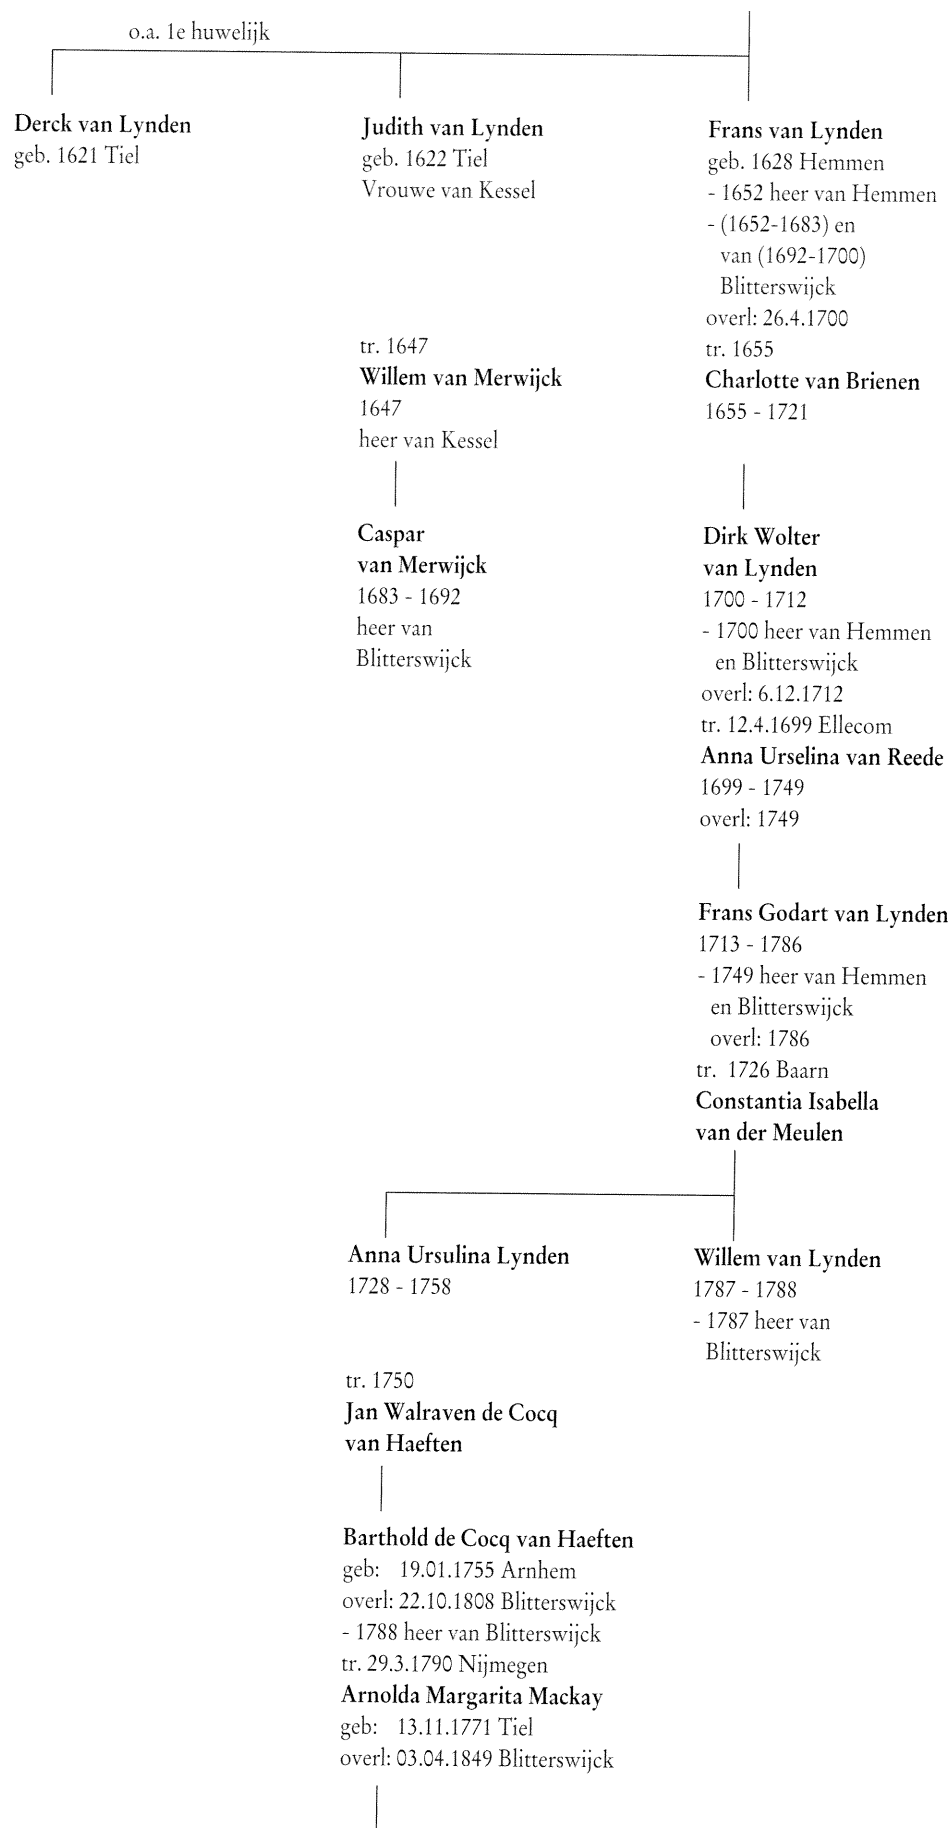 o.a. 1e huwelijk
Derck van Lynden
geb. 1621 Tiel
Judith van Lynden
geb. 1622 Tiel
Vrouwe van Kessel
tr. 1647
Willem van Merwijck
1647
heer van Kessel
Caspar
van Merwijck
1683 - 1692
heer van
Blitterswijck
Frans van Lynden
geb. 1628 Hemmen
- 1652 heer van Hemmen
- (1652-1683) en
van (1692-1700)
Blitterswijck
overl: 26.4.1700
tr. 1655
Charlotte van Brienen
1655 - 1721
Dirk Wolter
van Lynden
1700 - 1712
- 1700 heer van Hemmen
en Blitterswijck
overl: 6.12.1712
tr. 12.4.1699 Ellecom
Anna Urselina van Reede
1699 - 1749
overl: 1749
Frans Godart van Lynden
1713 - 1786
- 1749 heer van Hemmen
en Blitterswijck
overl: 1786
tr. 1726 Baarn
Constantia Isabella
van der Meulen
Anna Ursulina Lynden
1728 - 1758
tr. 1750
Jan Walraven de Cocq
van Haeften
Willem van Lynden
1787 - 1788
- 1787 heer van
Blitterswijck
Barthold de Cocq van Haeften
geb: 19.01.1755 Arnhem
overl: 22.10.1808 Blitterswijck
- 1788 heer van Blitterswijck
tr. 29.3.1790 Nijmegen
Arnolda Margarita Mackay
geb: 13.11.1771 Tiel
overl: 03.04.1849 Blitterswijck